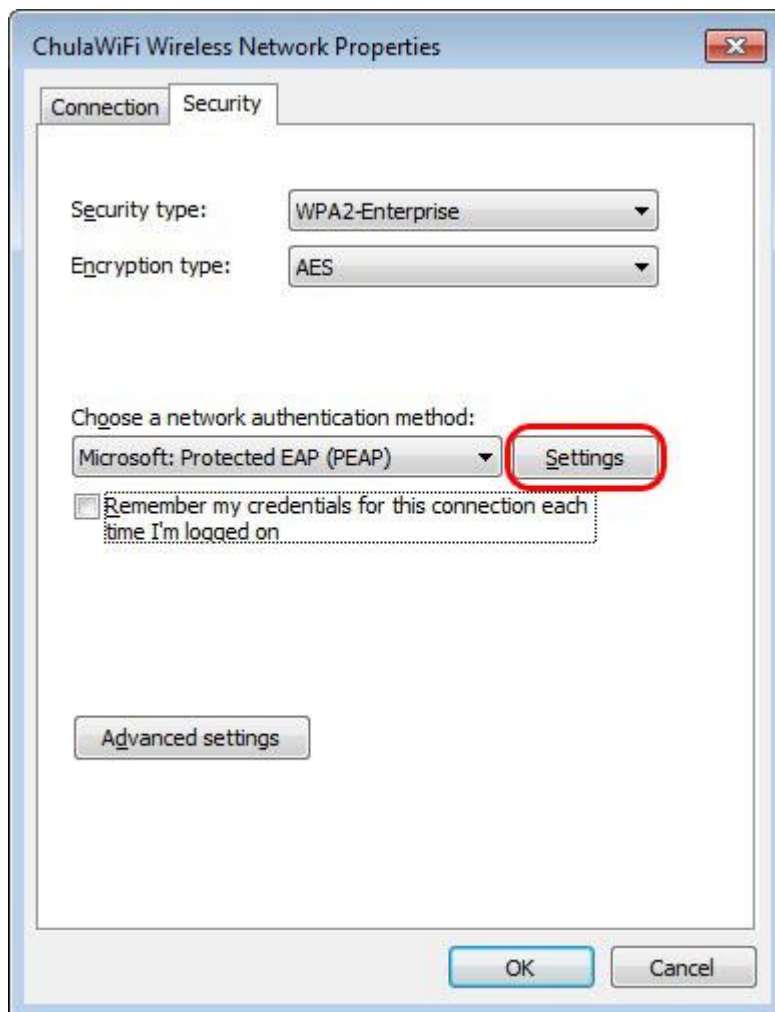 ChulaWiFi Wireless Network Properties
Connection
Security
Security type:
WPA2-Enterprise
Encryption type:
AES
Choose a network authentication method:
Microsoft: Protected EAP (PEAP)
Settings
Remember my credentials for this connection each
time I'm logged on
Advanced settings
OK
Cancel